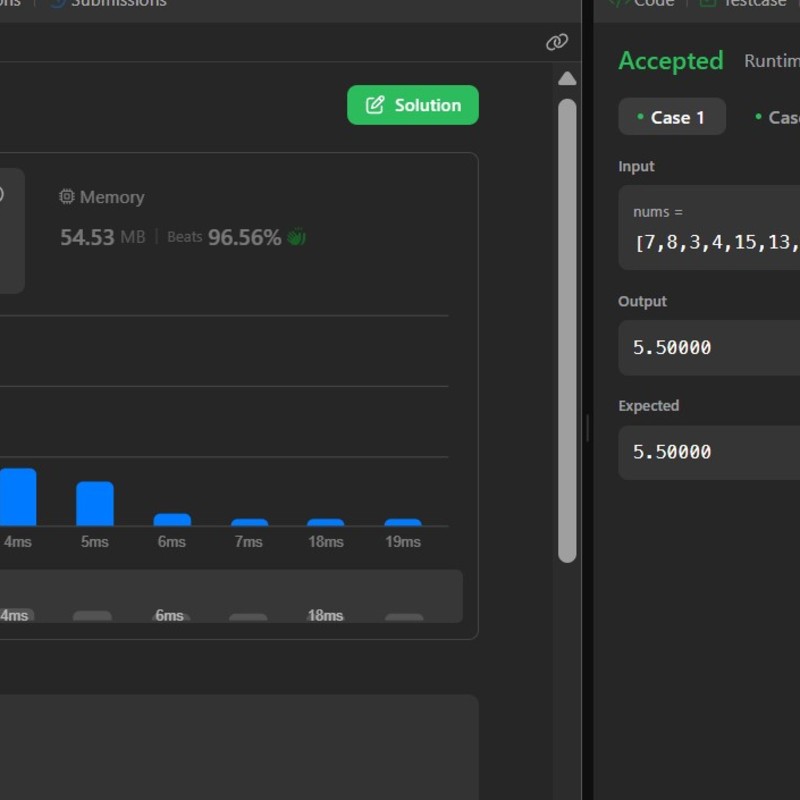 Submissions
Solution
Memory
54.53 MB | Beats 96.56%
4ms 5ms 6ms 7ms 18ms 19ms
4ms 6ms 18ms
Code Testcase
Accepted Runtim
Case 1 Cas
Input
nums =
[7,8,3,4,15,13,
Output
5.50000
Expected
5.50000